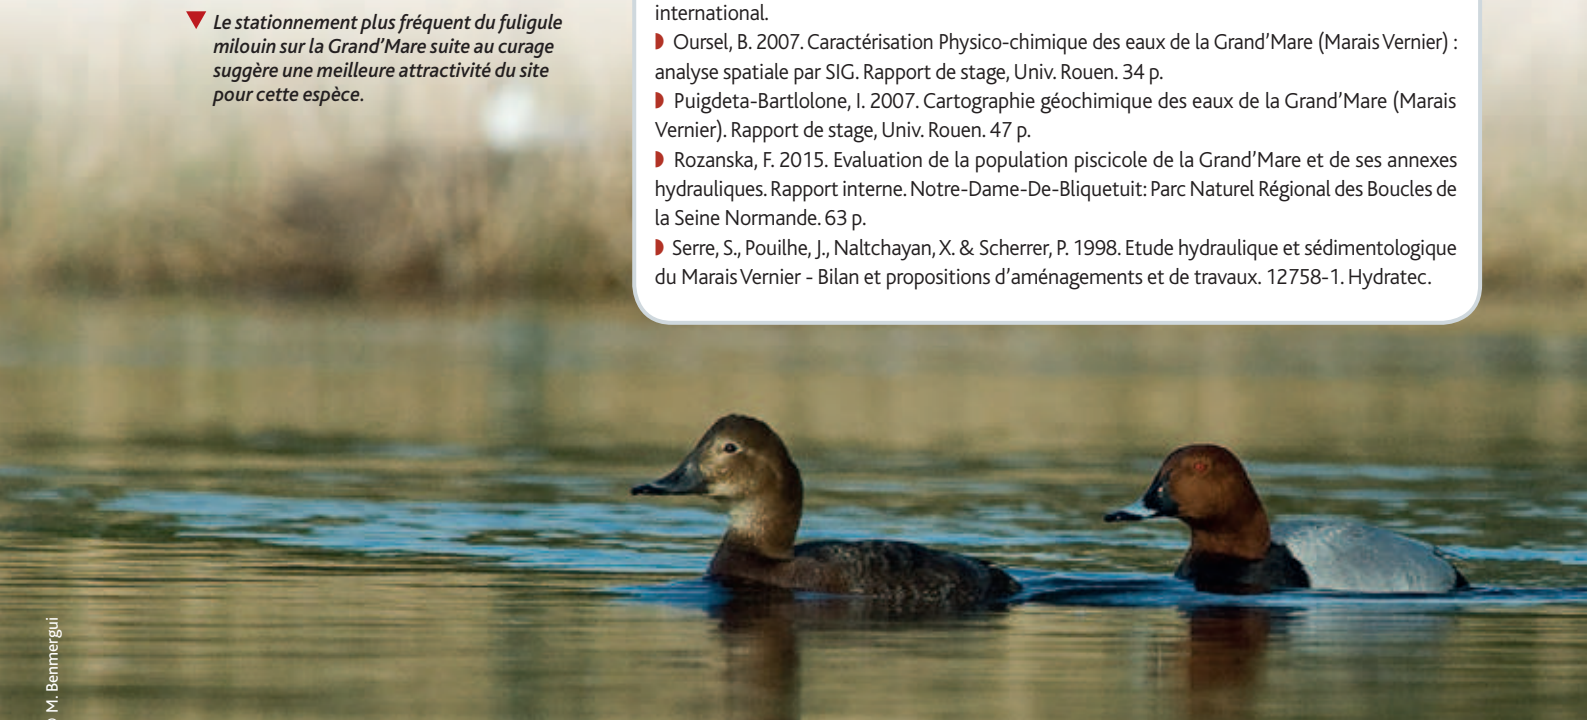 Le stationnement plus fréquent du fuligule
milouin sur la Grand'Mare suite au curage
suggère une meilleure attractivité du site
pour cette espèce.
international.
Oursel, B. 2007. Caractérisation Physico-chimique des eaux de la Grand'Mare (Marais Vernier) :
analyse spatiale par SIG. Rapport de stage, Univ. Rouen. 34 p.
Puigdeta-Bartlolone, I. 2007. Cartographie géochimique des eaux de la Grand'Mare (Marais
Vernier). Rapport de stage, Univ. Rouen. 47 p.
Rozanska, F. 2015. Evaluation de la population piscicole de la Grand'Mare et de ses annexes
hydrauliques. Rapport interne. Notre-Dame-De-Bliquetuit: Parc Naturel Régional des Boucles de
la Seine Normande. 63 p.
Serre, S., Pouilhe, J., Naltchayan, X. & Scherrer, P. 1998. Etude hydraulique et sédimentologique
du Marais Vernier - Bilan et propositions d'aménagements et de travaux. 12758-1. Hydratec.
M. Benmergui